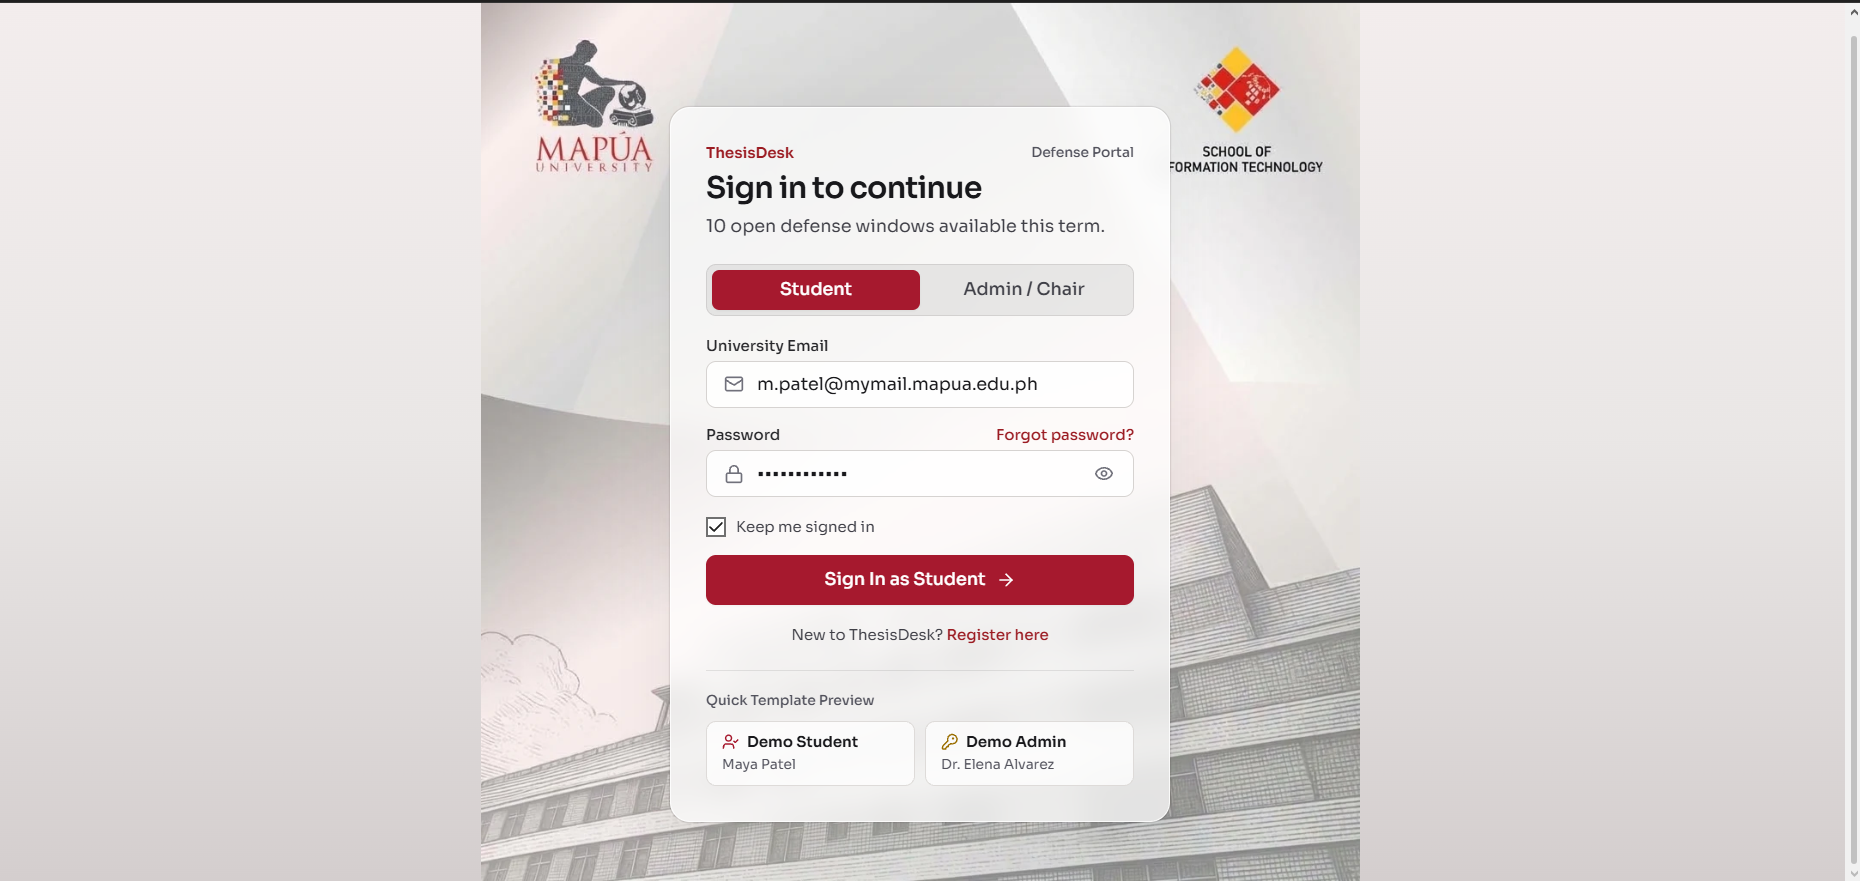 MAPÚA
UNIVERSITY
SCHOOL OF
FORMATION TECHNOLOGY
ThesisDesk
Defense Portal
Sign in to continue
10 open defense windows available this term.
Student
Admin / Chair
University Email
m.patel@mymail.mapua.edu.ph
Password
Forgot password?
••••••••••••
Keep me signed in
Sign In as Student →
New to ThesisDesk? Register here
Quick Template Preview
Demo Student
Maya Patel
Demo Admin
Dr. Elena Alvarez